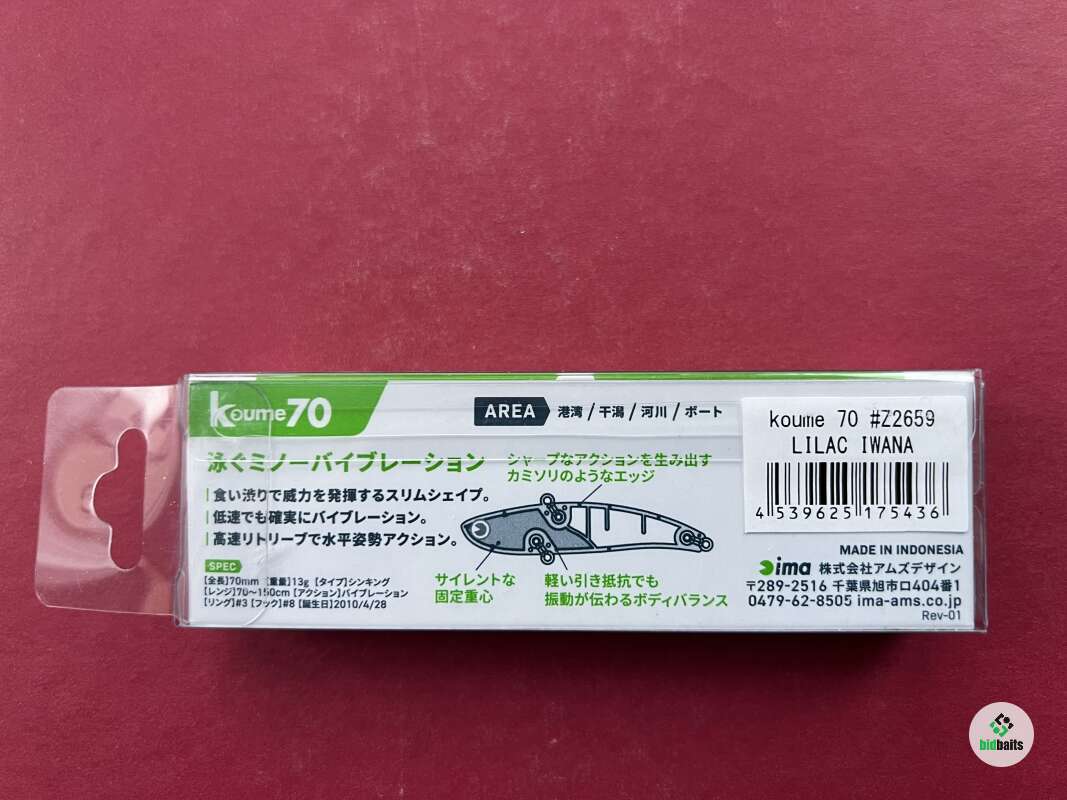 koume70
AREA 港湾 / 干潟 / 河川 / ボート
koume 70 #Z2659
LILAC IWANA
4 539625 175436
泳ぐミノーバイブレーション
食い渋りで威力を発揮するスリムシェイプ。
低速でも確実にバイブレーション。
高速リトリーブで水平姿勢アクション。
シャープなアクションを生み出す
カミソリのようなエッジ
サイレントな
固定重心
軽い引き抵抗でも
振動が伝わるボディバランス
SPEC
【全長】70mm 【重量】13g 【タイプ】シンキング
【レンジ】70〜150cm 【アクション】バイブレーション
【リング】#3 【フック】#8 【誕生日】2010/4/28
MADE IN INDONESIA
ima 株式会社アムズデザイン
〒289-2516 千葉県旭市ロ404番1
0479-62-8505 ima-ams.co.jp
Rev-01
bidbaits